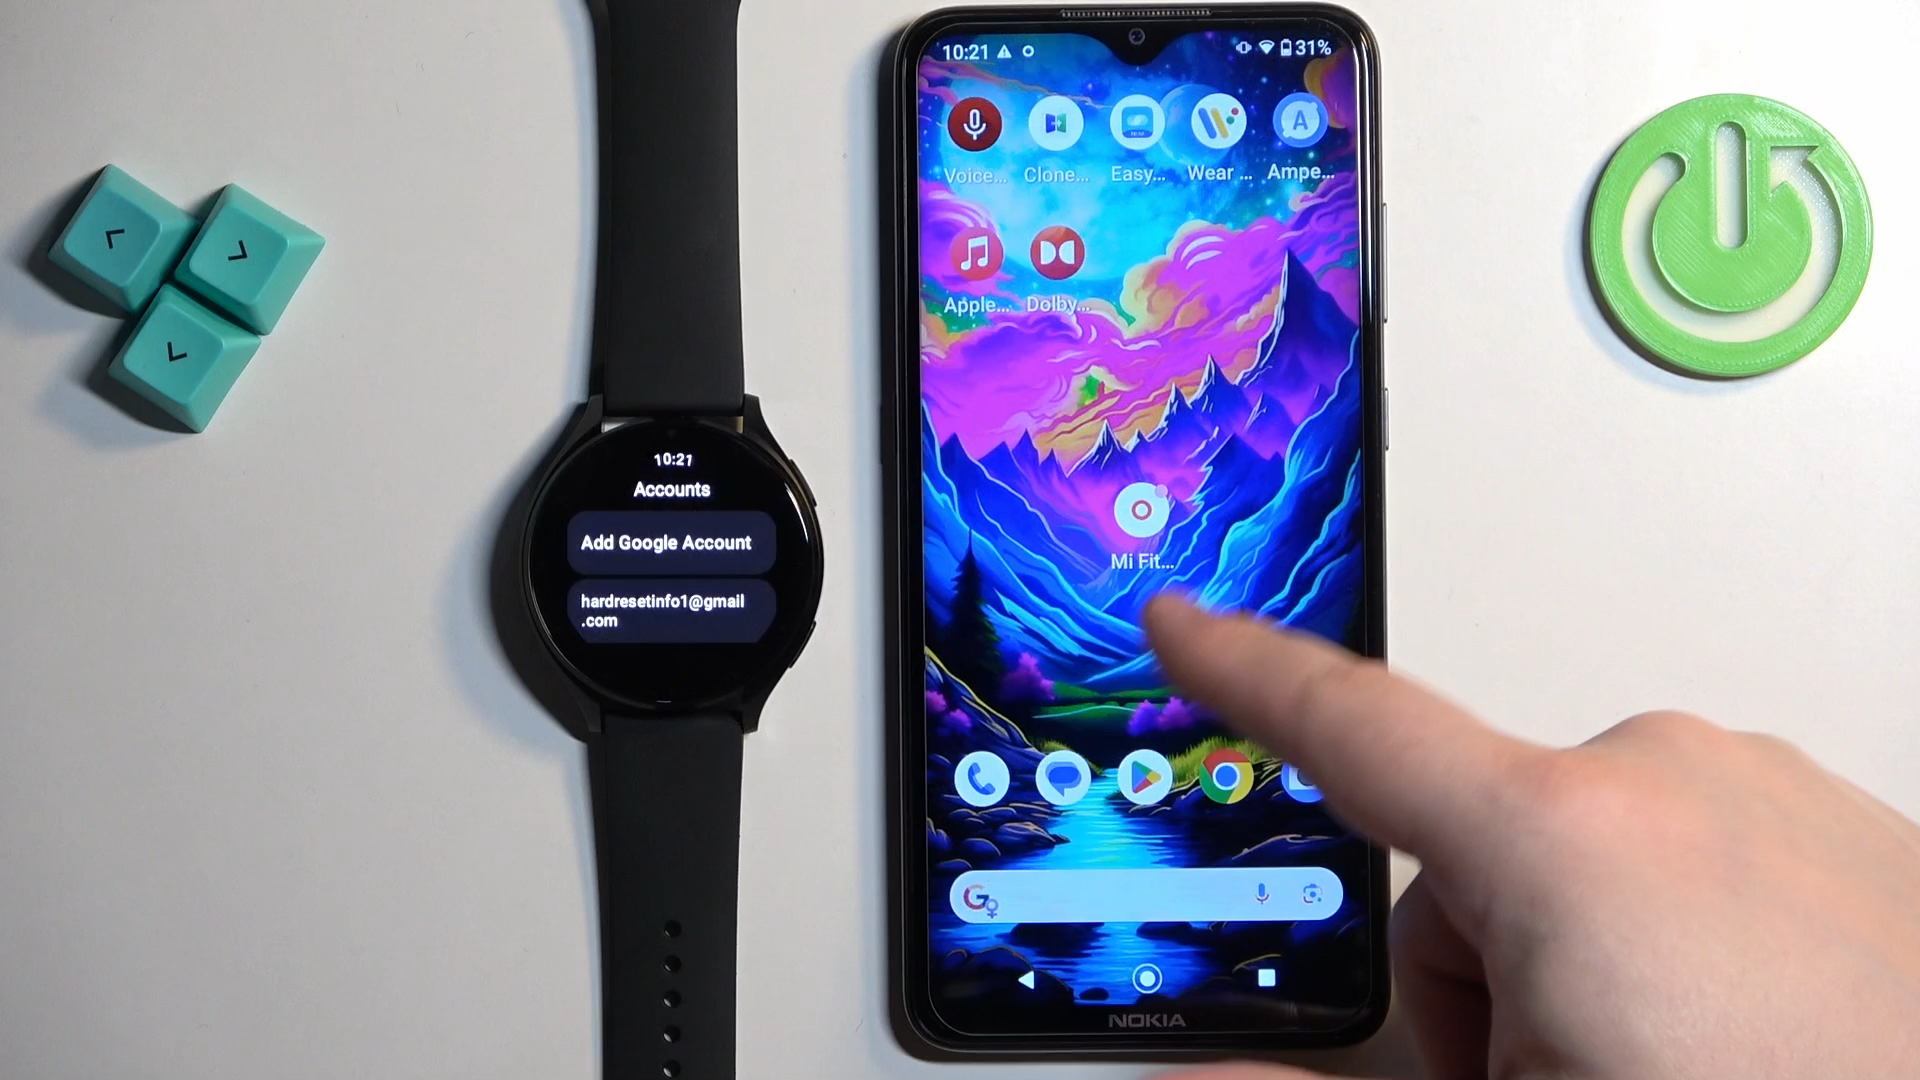 10:21
Accounts
Add Google Account
hardresetinfo1@gmail
.com
10:21 31%
Voice... Clone... Easy... Wear ... Ampe...
Apple... Dolby...
Mi Fit...
NOKIA